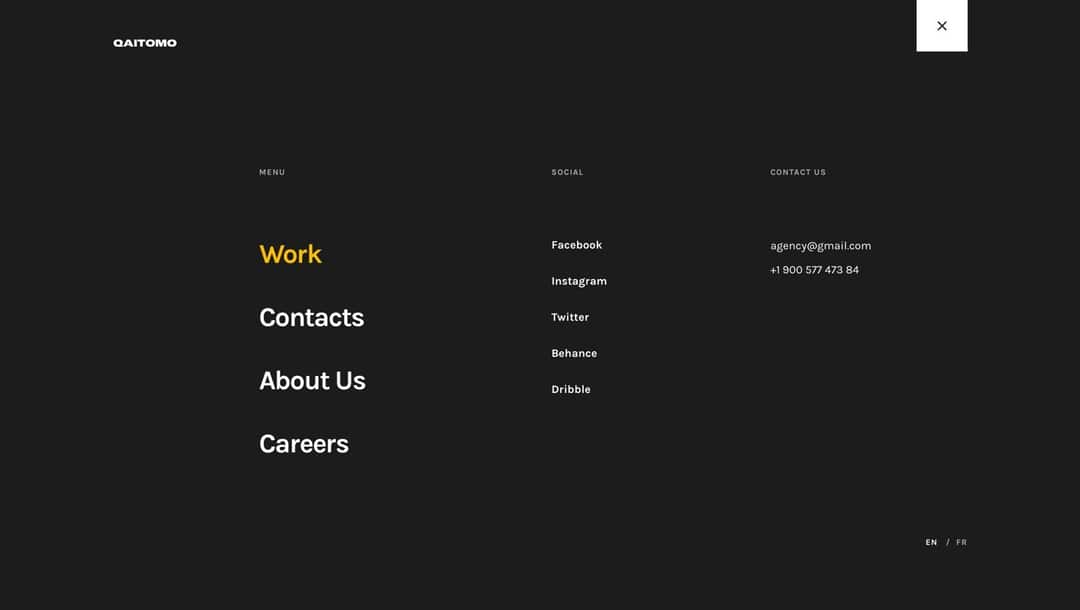 QAITOMO
MENU
Work
Contacts
About Us
Careers
SOCIAL
Facebook
Instagram
Twitter
Behance
Dribble
CONTACT US
agency@gmail.com
+1 900 577 473 84
EN / FR